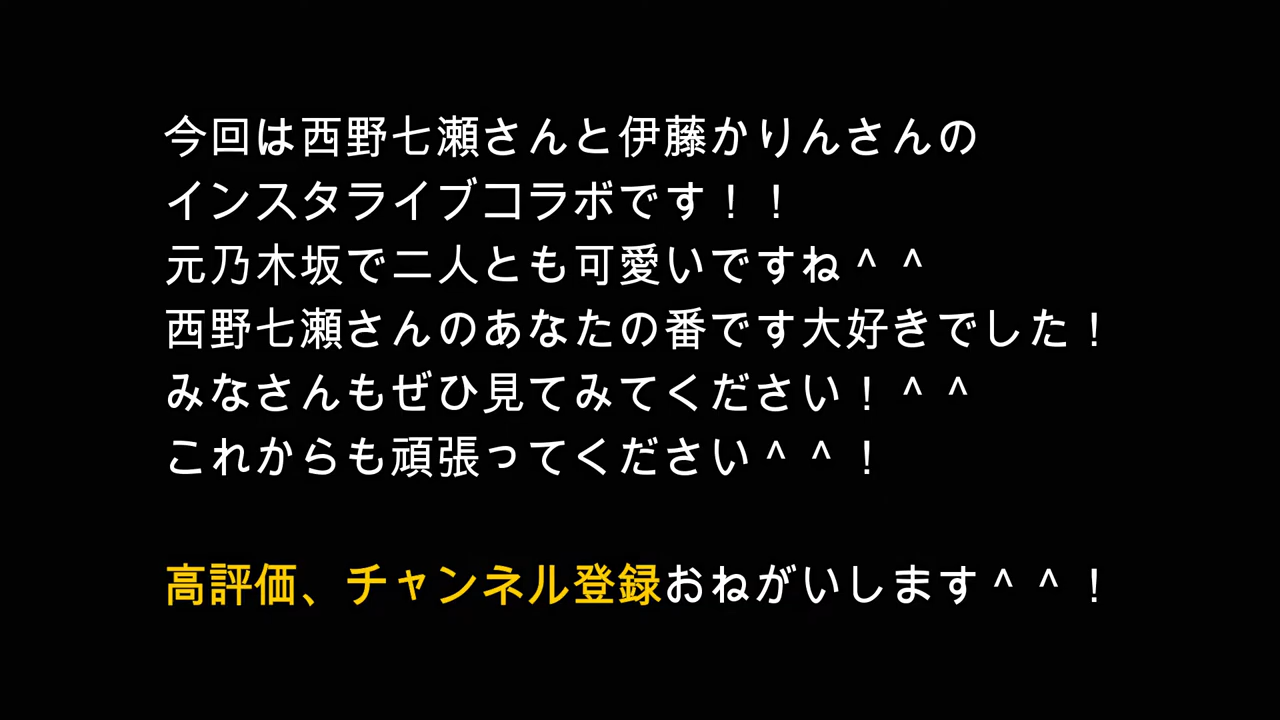 今回は西野七瀬さんと伊藤かりんさんの
インスタライブコラボです！！
元乃木坂で二人とも可愛いですね＾＾
西野七瀬さんのあなたの番です大好きでした！
みなさんもぜひ見てみてください！＾＾
これからも頑張ってください＾＾！
高評価、チャンネル登録おねがいします＾＾！